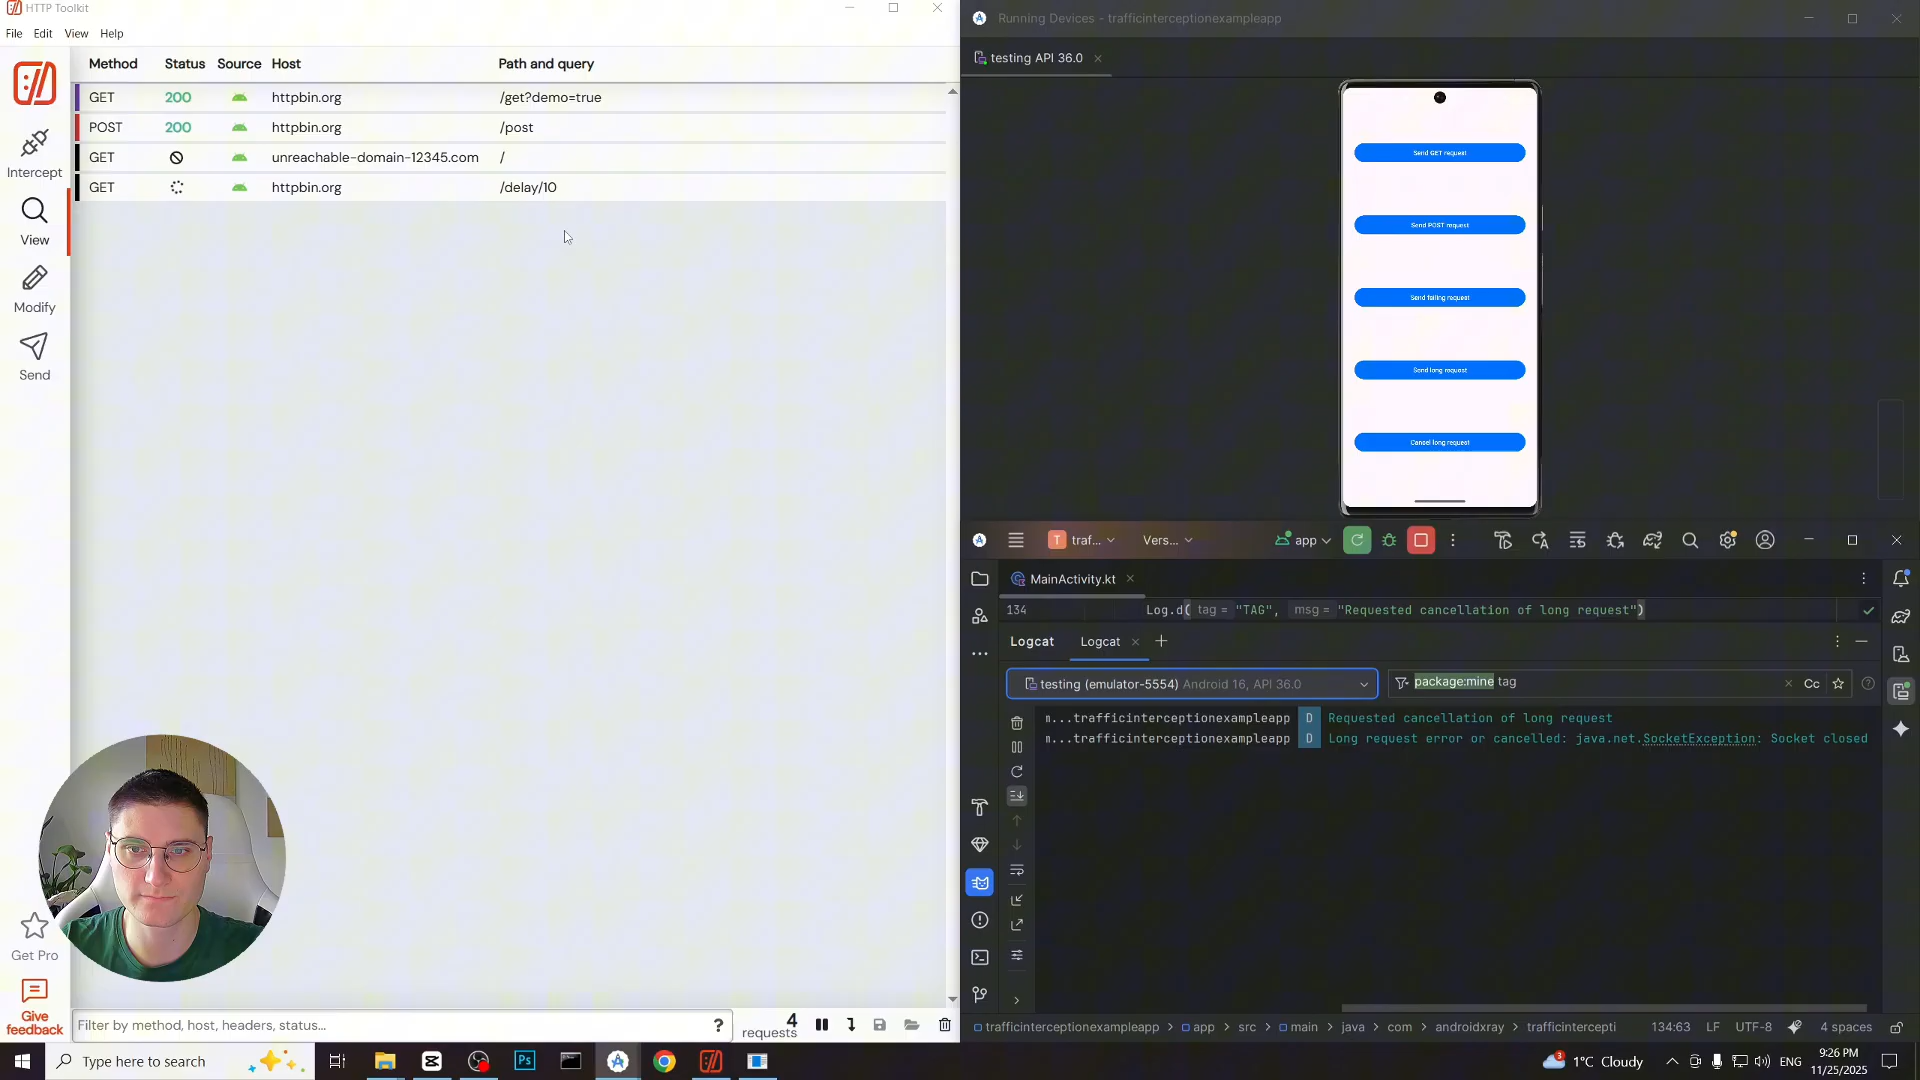 HTTP Toolkit
File Edit View Help
Method Status Source Host Path and query
GET 200 httpbin.org /get?demo=true
POST 200 httpbin.org /post
GET unreachable-domain-12345.com /
GET httpbin.org /delay/10
Intercept
View
Modify
Send
Get Pro
Give
feedback
Filter by method, host, headers, status... ?
4
requests
Running Devices - trafficinterceptionexampleapp
testing API 36.0
Send GET request
Send POST request
Send failing request
Send long request
Cancel long request
T traf... Vers... app
MainActivity.kt
134 Log.d( tag = "TAG", msg = "Requested cancellation of long request")
Logcat Logcat
testing (emulator-5554) Android 16, API 36.0 package:mine tag Cc
n...trafficinterceptionexampleapp D Requested cancellation of long request
n...trafficinterceptionexampleapp D Long request error or cancelled: java.net.SocketException: Socket closed
trafficinterceptionexampleapp > app > src > main > java > com > androidxray > trafficintercepti 134:63 LF UTF-8 4 spaces
Type here to search
Ps
3 1°C Cloudy ENG
9:26 PM
11/25/2025